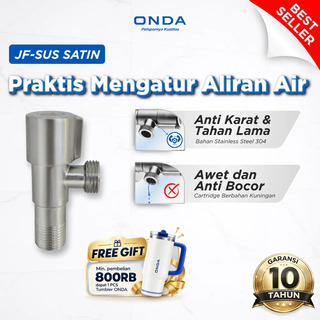 ONDA
Pelopornya Kualitas
BEST
SELLER
JF-SUS SATIN
Praktis Mengatur Aliran Air
Anti Karat &
Tahan Lama
Bahan Stainless Steel 304
Awet dan
Anti Bocor
Cartridge Berbahan Kuningan
FREE GIFT
Min. pembelian
800RB
dapat 1 PCS
Tumbler ONDA
ONDA
GARANSI
10
TAHUN